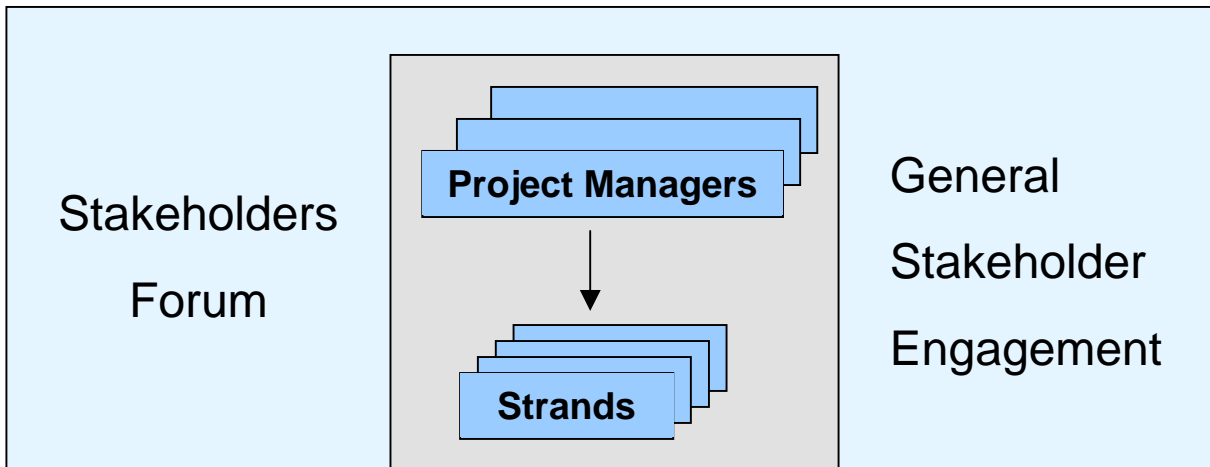 Stakeholders
Forum
Project Managers
Strands
General
Stakeholder
Engagement